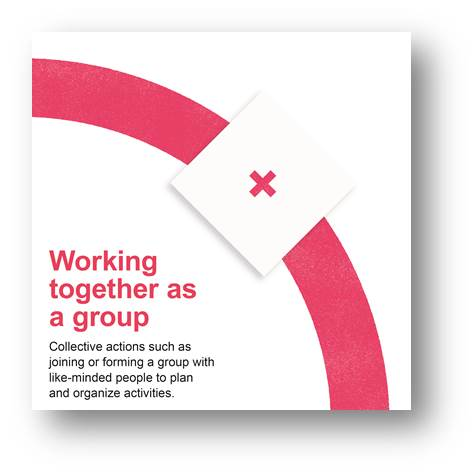 Working
together as
a group
Collective actions such as
joining or forming a group with
like-minded people to plan
and organize activities.